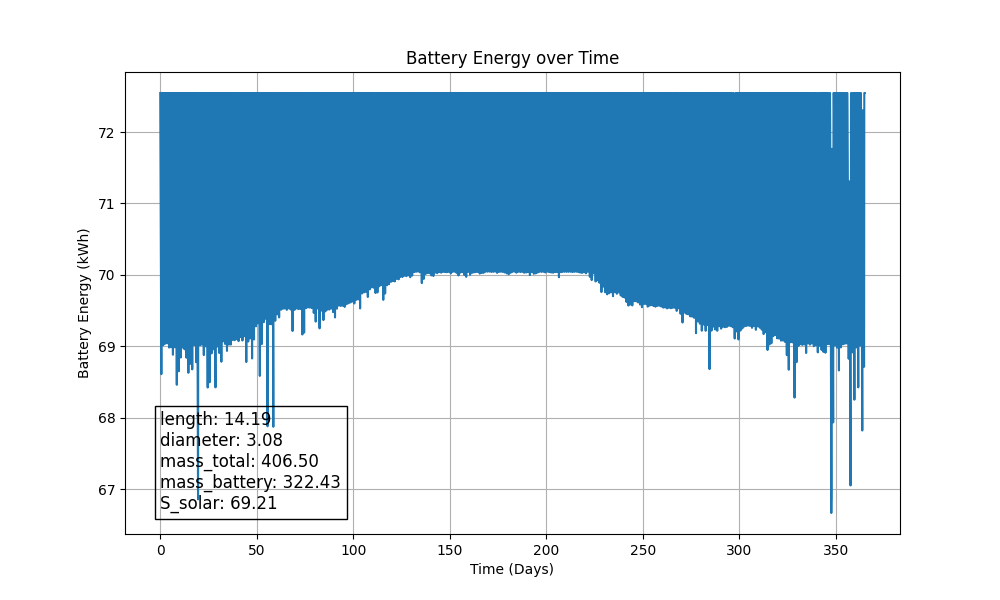 Battery Energy over Time
Battery Energy (kWh)
72
71
70
69
68
67
length: 14.19
diameter: 3.08
mass_total: 406.50
mass_battery: 322.43
S_solar: 69.21
0 50 100 150 200 250 300 350
Time (Days)